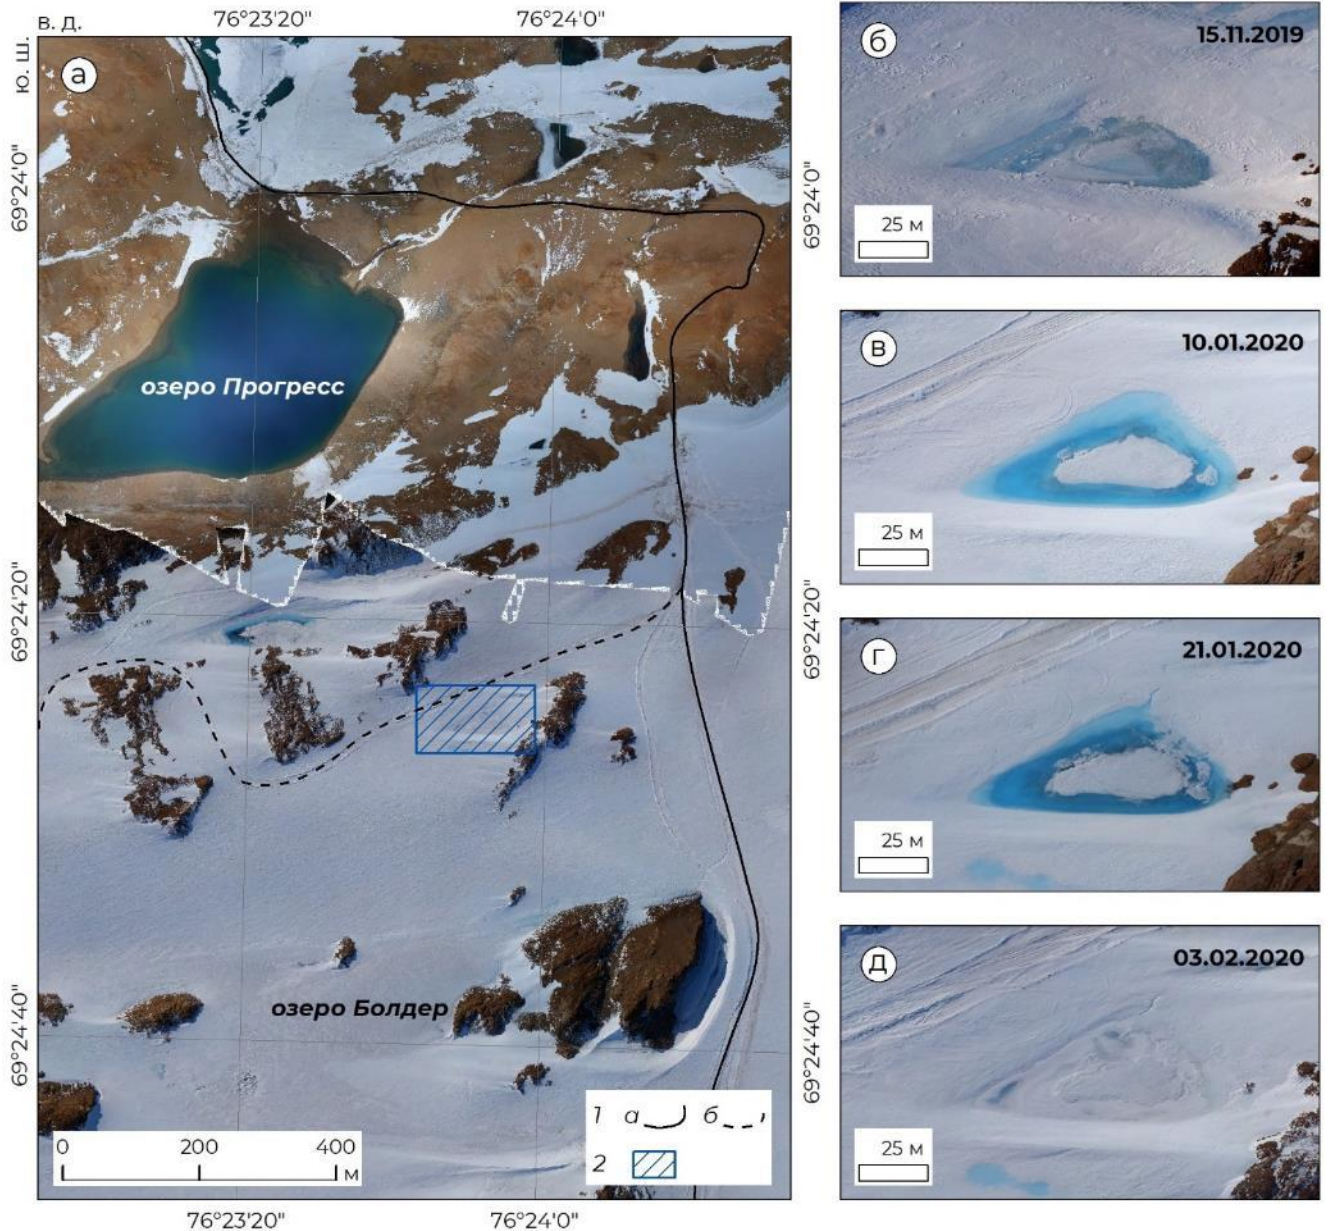 в. д.
76°23'20"
76°24'0"
ю. ш.
а
69°24'0"
69°24'0"
озеро Прогресс
69°24'20"
69°24'20"
озеро Болдер
69°24'40"
69°24'40"
1 а б
2
0 200 400
м
76°23'20"
76°24'0"
б
15.11.2019
25 м
в
10.01.2020
25 м
г
21.01.2020
25 м
д
03.02.2020
25 м